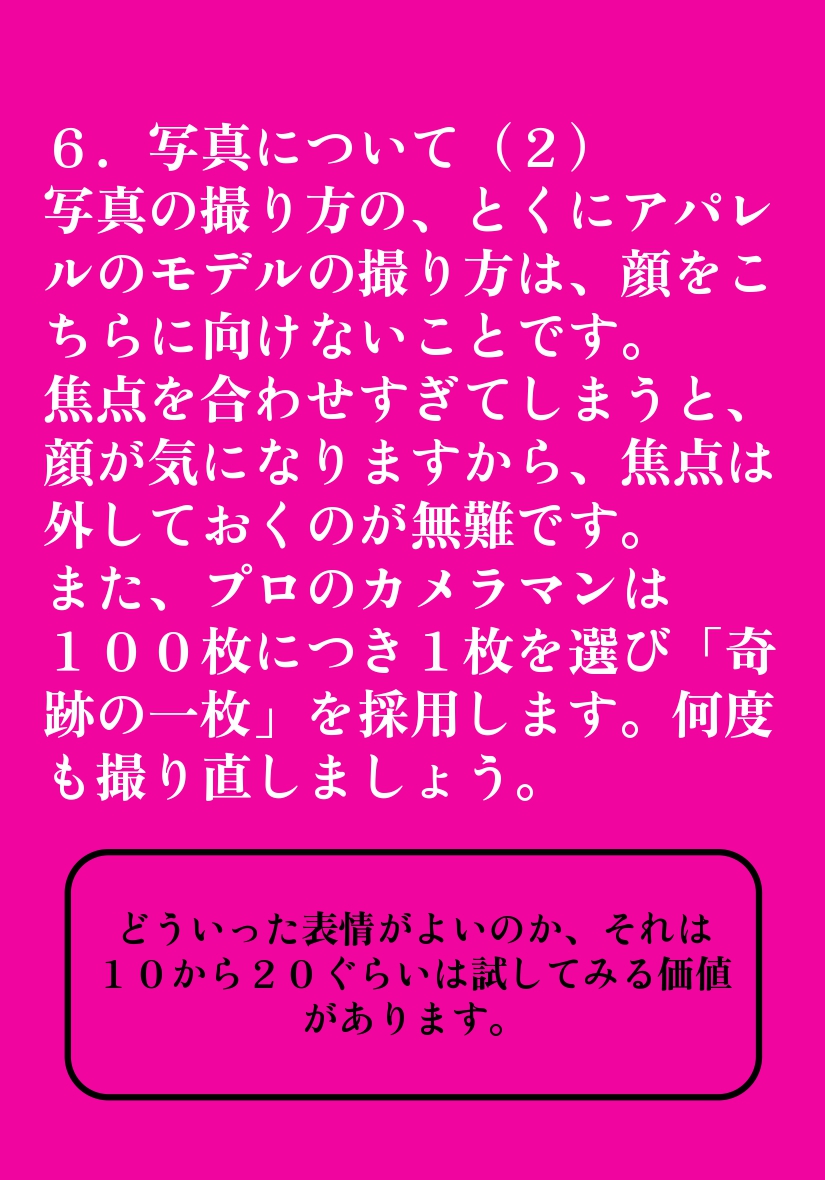 ６．写真について（２）
写真の撮り方の、とくにアパレ
ルのモデルの撮り方は、顔をこ
ちらに向けないことです。
焦点を合わせすぎてしまうと、
顔が気になりますから、焦点は
外しておくのが無難です。
また、プロのカメラマンは
１００枚につき１枚を選び「奇
跡の一枚」を採用します。何度
も撮り直しましょう。
どういった表情がよいのか、それは
１０から２０ぐらいは試してみる価値
があります。